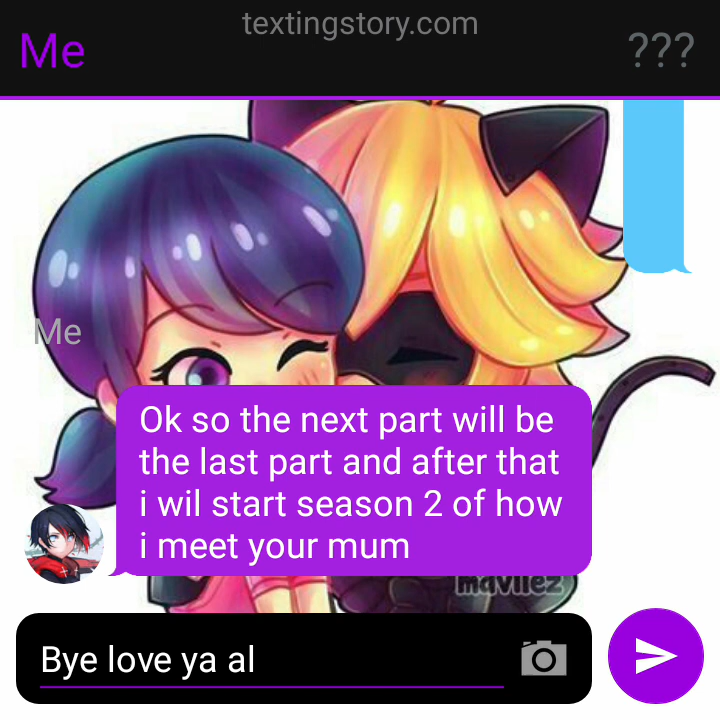 textingstory.com
Me
???
Me
Ok so the next part will be
the last part and after that
i wil start season 2 of how
i meet your mum
mavilez
Bye love ya al